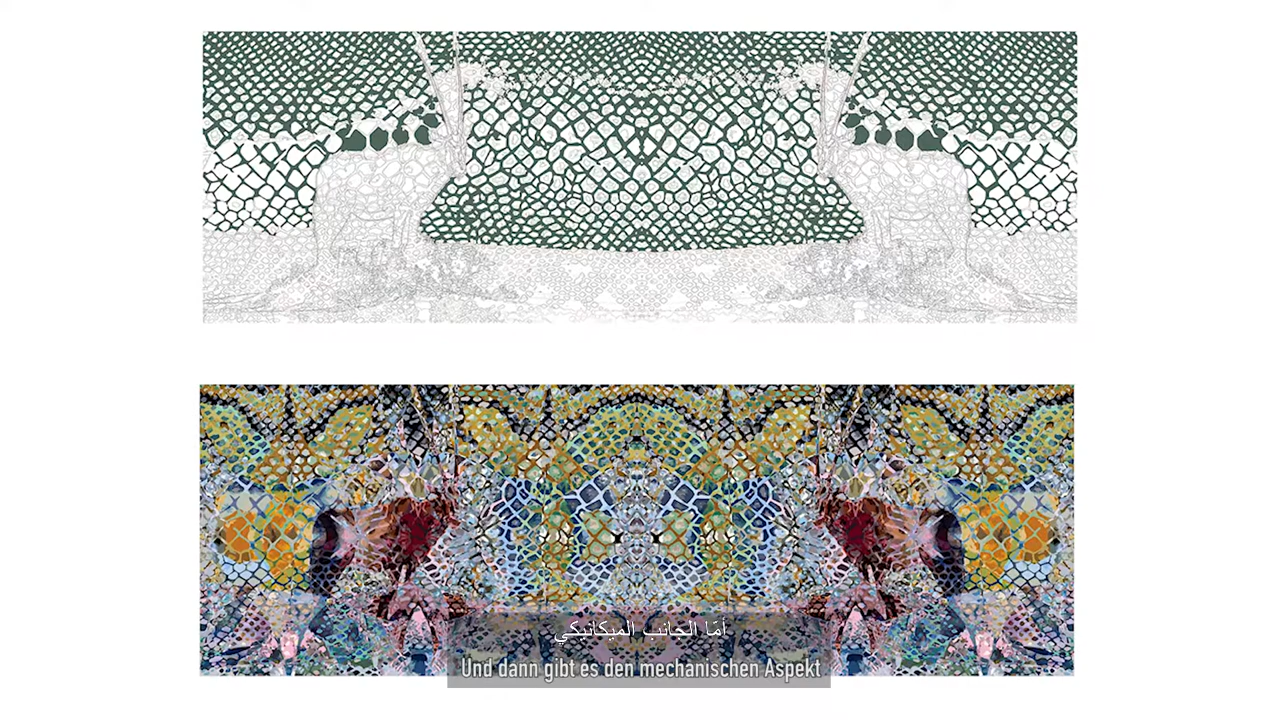 أمّا الجانب الميكانيكي
Und dann gibt es den mechanischen Aspekt